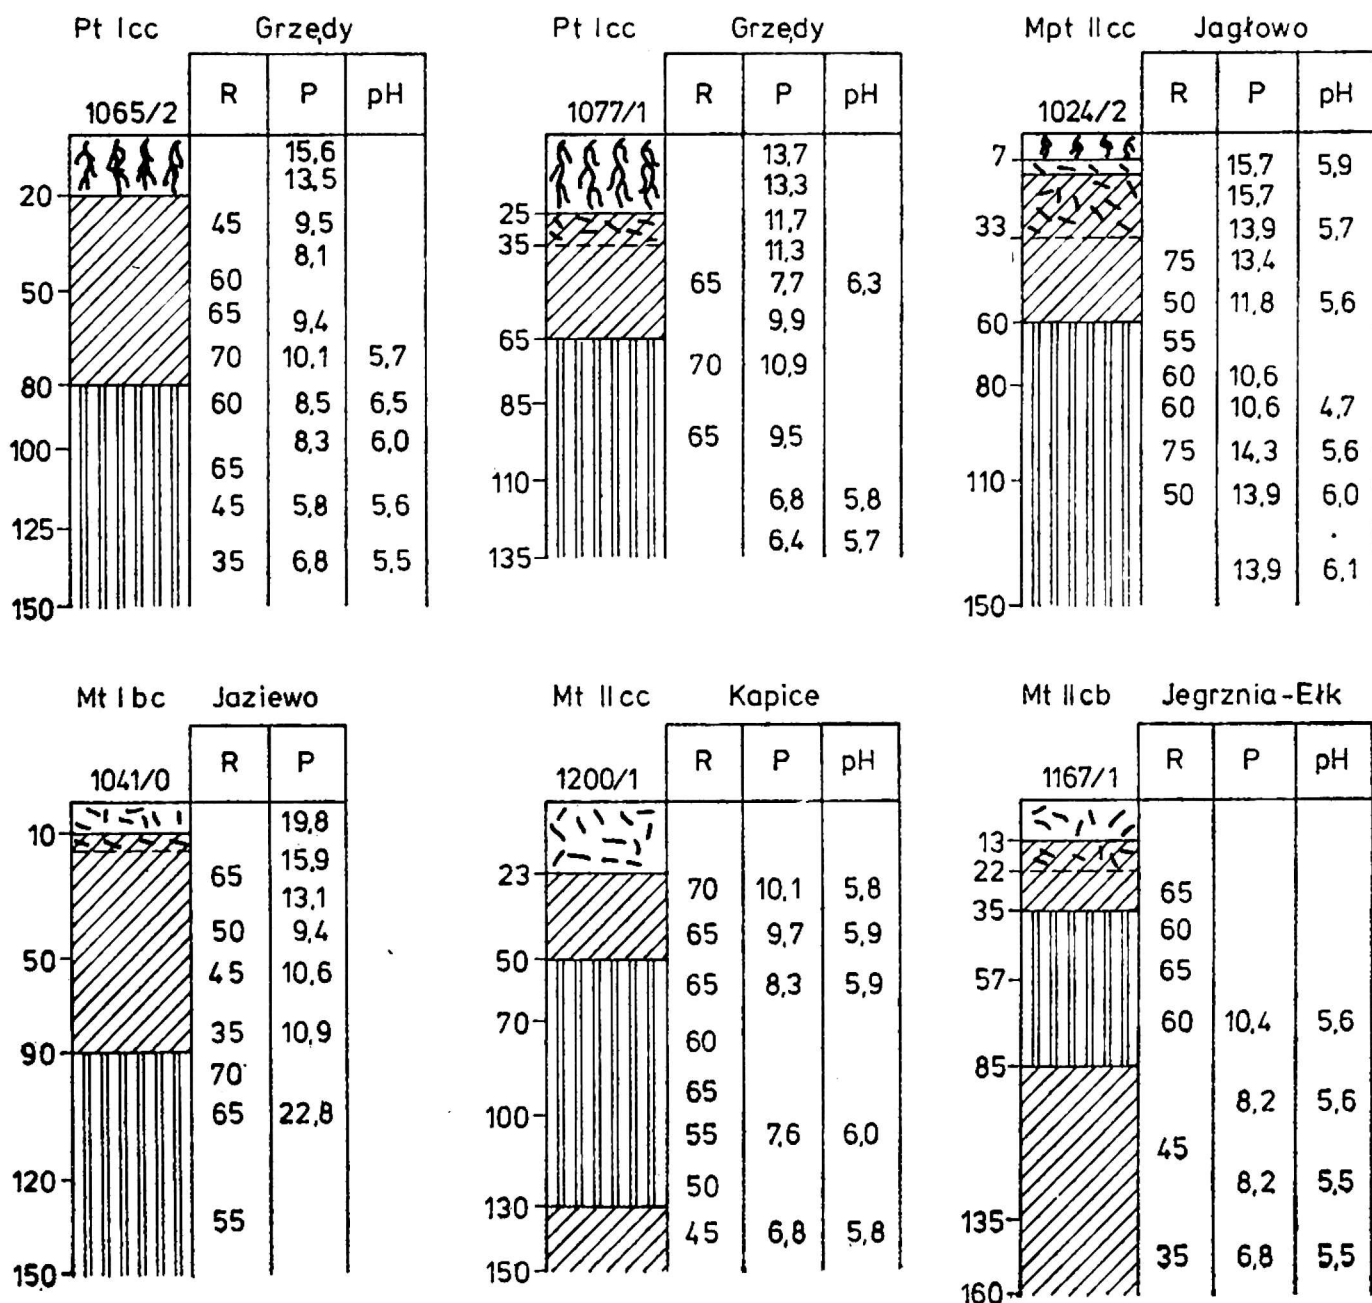 Pt Icc Grzędy
R P pH
1065/2
15,6
13,5
20
45 9,5
8,1
60
50
65 9,4
70 10,1 5,7
80
60 8,5 6,5
8,3 6,0
100
65
45 5,8 5,6
125
35 6,8 5,5
150
Pt Icc Grzędy
R P pH
1077/1
13,7
13,3
25 11,7
35 11,3
65 7,7 6,3
9,9
65
70 10,9
85
65 9,5
110
6,8 5,8
6,4 5,7
135
Mpt IIcc Jagłowo
R P pH
1024/2
7 15,7 5,9
15,7
33 13,9 5,7
75 13,4
50 11,8 5,6
60
55
60 10,6
80
60 10,6 4,7
75 14,3 5,6
110
50 13,9 6,0
13,9 6,1
150
Mt Ibc Jaziewo
R P
1041/0
19,8
10
15,9
65
13,1
50 9,4
50
45 10,6
35 10,9
90
70
65 22,8
120
55
150
Mt IIcc Kapice
R P pH
1200/1
23
70 10,1 5,8
65 9,7 5,9
50
65 8,3 5,9
70
60
65
100
55 7,6 6,0
50
130
45 6,8 5,8
150
Mt IIcb Jegrznia-Ełk
R P pH
1167/1
13
22
65
35
60
65
57
60 10,4 5,6
85
8,2 5,6
45
8,2 5,5
135
35 6,8 5,5
160